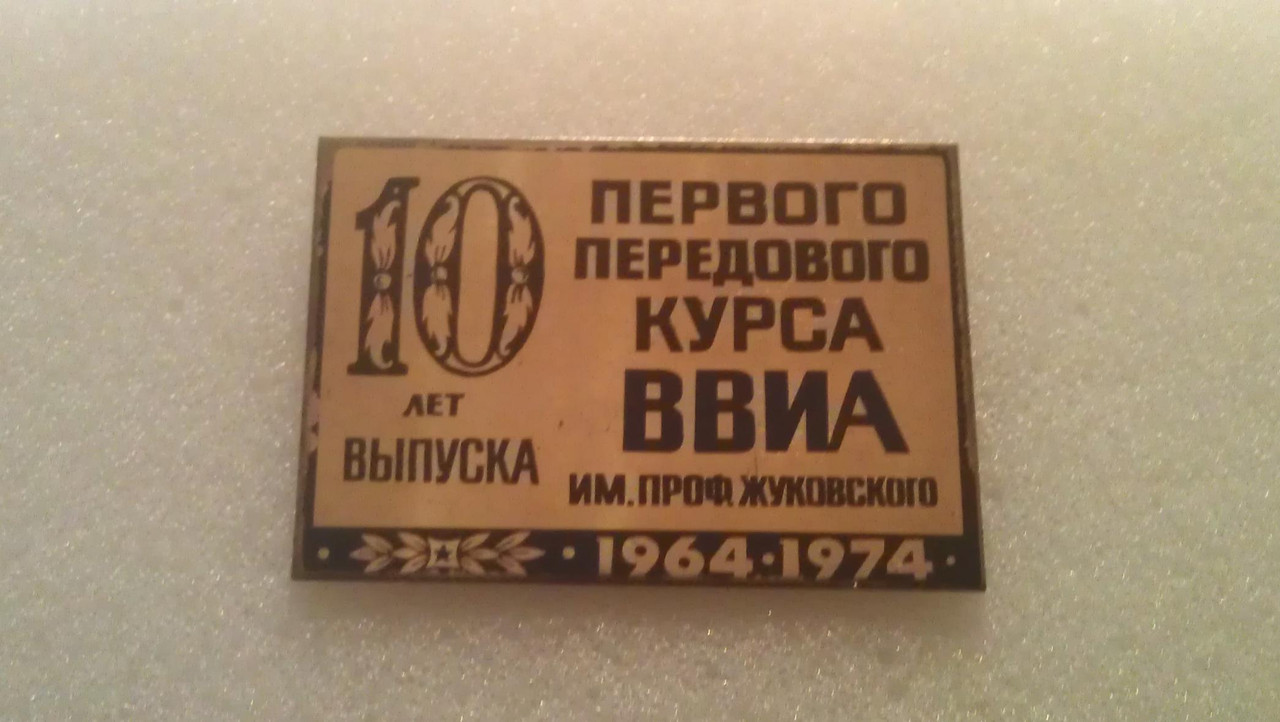 10
ЛЕТ
ВЫПУСКА
ПЕРВОГО
ПЕРЕДОВОГО
КУРСА
ВВИА
ИМ. ПРОФ. ЖУКОВСКОГО
1964·1974